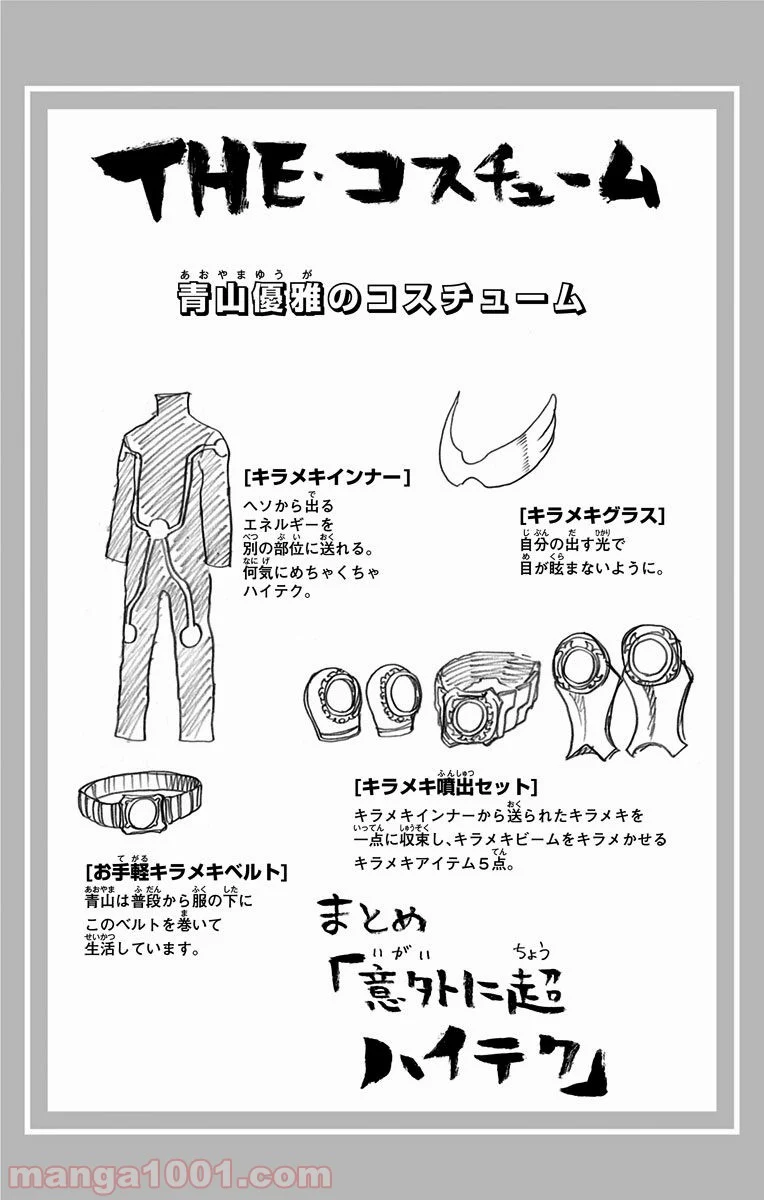 THE・コスチューム
あおやまゆうが
青山優雅のコスチューム
[キラメキインナー]
ヘソから出る
エネルギーを
別の部位に送れる。
何気にめちゃくちゃ
ハイテク。
[キラメキグラス]
自分の出す光で
目が眩まないように。
[キラメキ噴出セット]
キラメキインナーから送られたキラメキを
一点に収束し、キラメキビームをキラめかせる
キラメキアイテム5点。
[お手軽キラメキベルト]
青山は普段から服の下に
このベルトを巻いて
生活しています。
まとめ
「意外に超
ハイテク」
manga1001.com